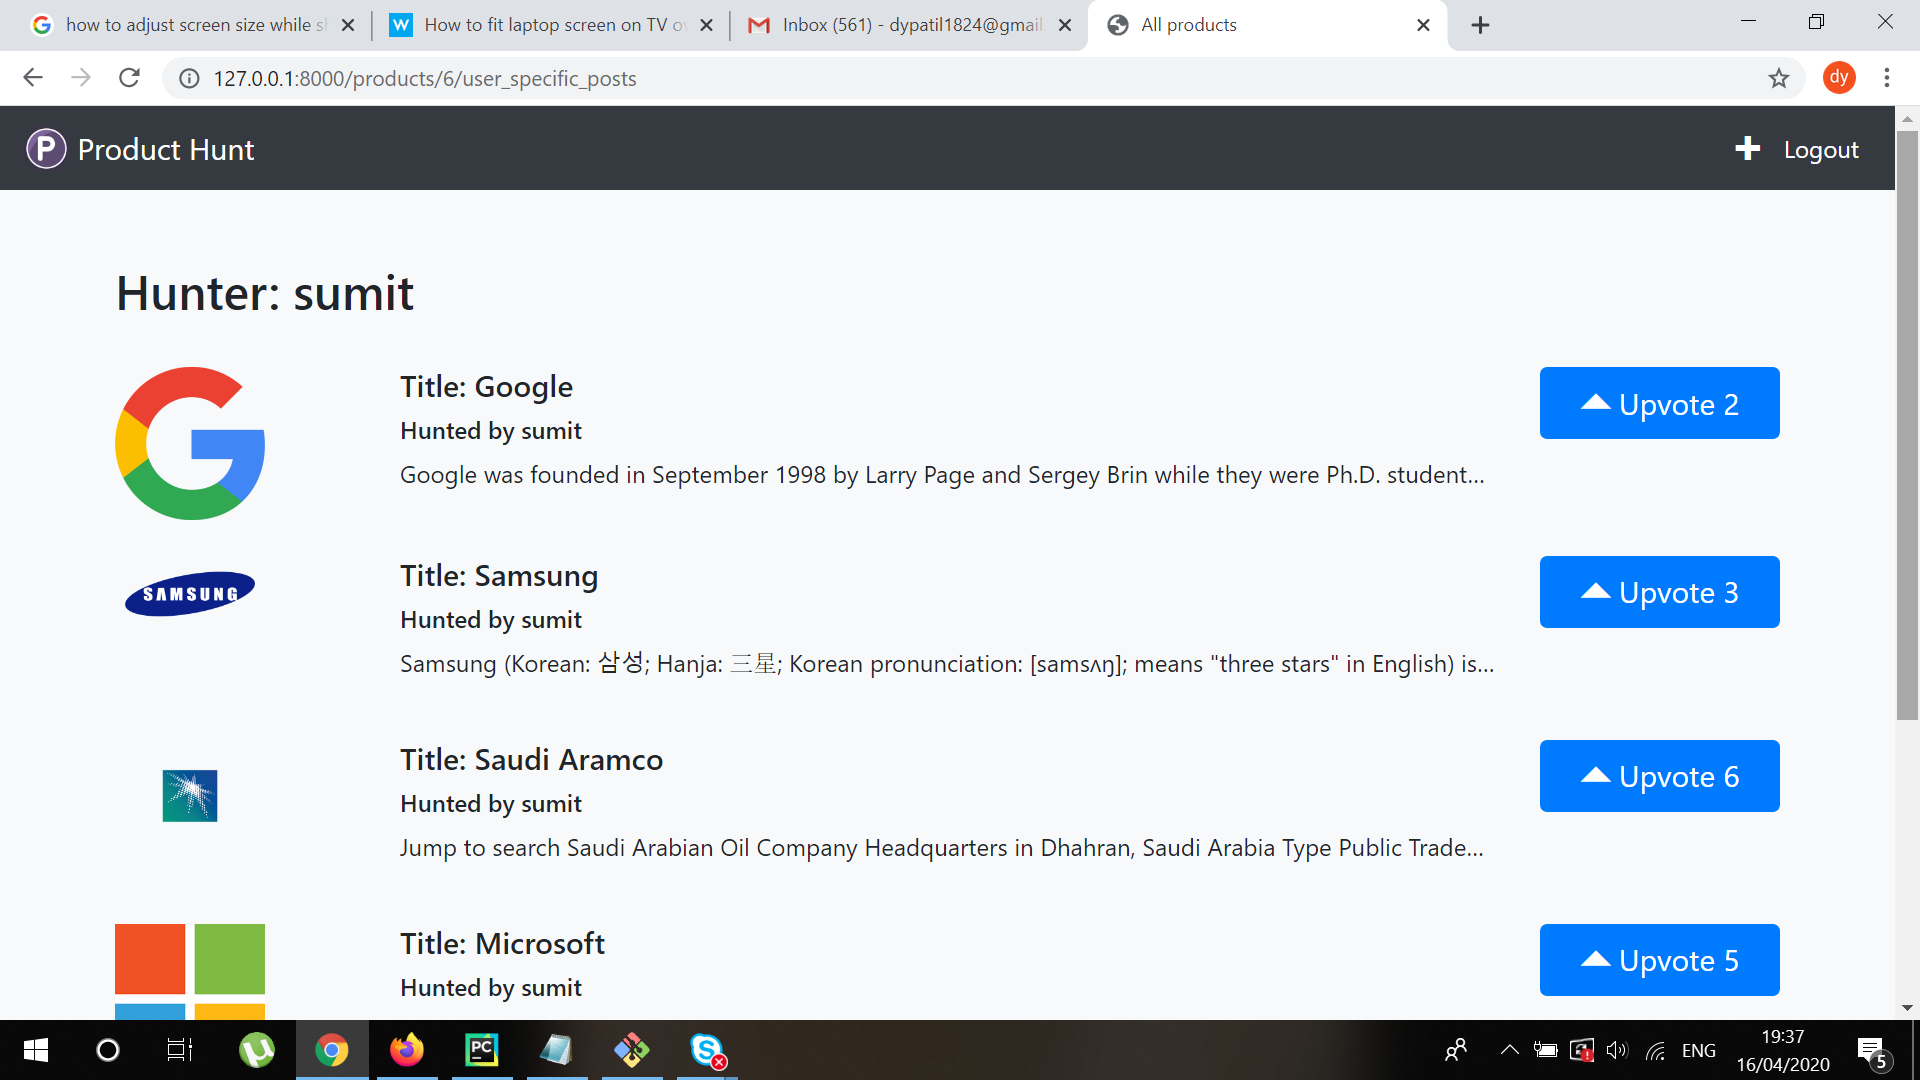 how to adjust screen size while s
How to fit laptop screen on TV o
Inbox (561) - dypatil1824@gmail.
All products
127.0.0.1:8000/products/6/user_specific_posts
dy
P Product Hunt
Logout
Hunter: sumit
Title: Google
Upvote 2
Hunted by sumit
Google was founded in September 1998 by Larry Page and Sergey Brin while they were Ph.D. student...
SAMSUNG
Title: Samsung
Upvote 3
Hunted by sumit
Samsung (Korean: 삼성; Hanja: 三星; Korean pronunciation: [samsʌŋ]; means "three stars" in English) is...
Title: Saudi Aramco
Upvote 6
Hunted by sumit
Jump to search Saudi Arabian Oil Company Headquarters in Dhahran, Saudi Arabia Type Public Trade...
Title: Microsoft
Upvote 5
Hunted by sumit
PC
ENG
19:37
16/04/2020
5